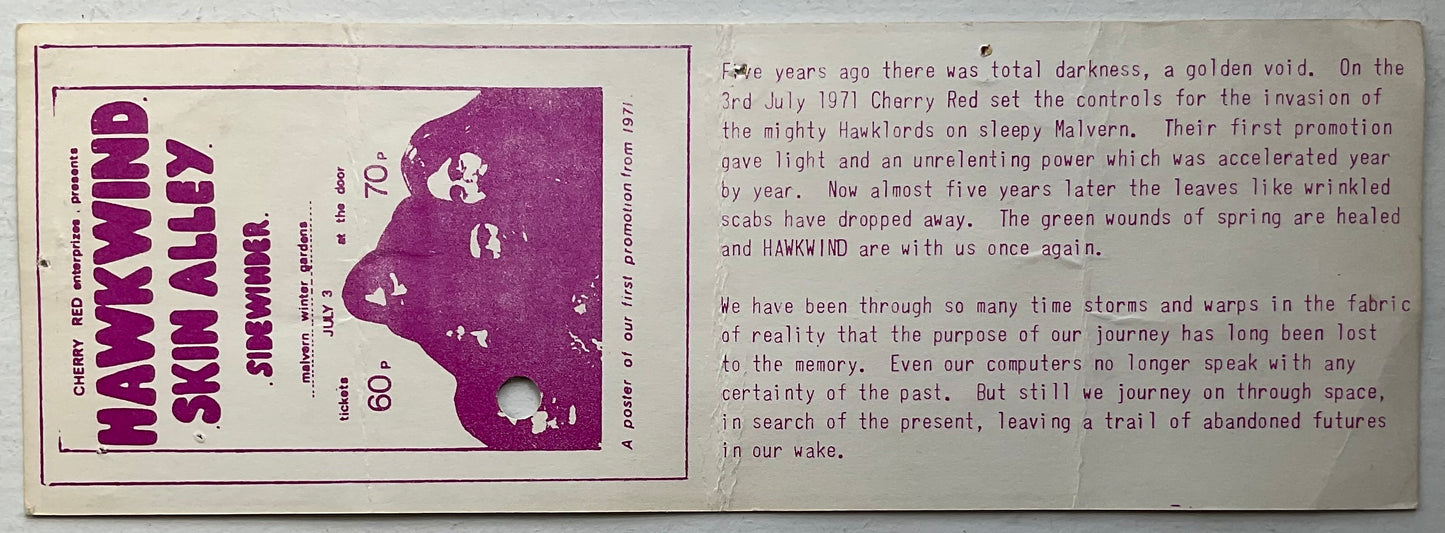 CHERRY RED enterprizes . presents
HAWKWIND.
.SKIN ALLEY.
.SIDEWINDER.
malvern winter gardens
JULY 3
tickets at the door
60p 70p
A poster of our first promotion from 1971.
Five years ago there was total darkness, a golden void. On the
3rd July 1971 Cherry Red set the controls for the invasion of
the mighty Hawklords on sleepy Malvern. Their first promotion
gave light and an unrelenting power which was accelerated year
by year. Now almost five years later the leaves like wrinkled
scabs have dropped away. The green wounds of spring are healed
and HAWKWIND are with us once again.
We have been through so many time storms and warps in the fabric
of reality that the purpose of our journey has long been lost
to the memory. Even our computers no longer speak with any
certainty of the past. But still we journey on through space,
in search of the present, leaving a trail of abandoned futures
in our wake.